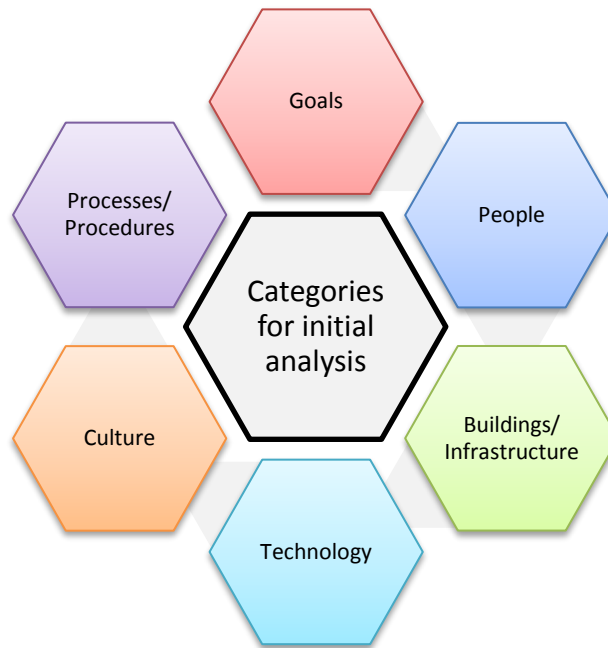 Goals
People
Buildings/
Infrastructure
Technology
Culture
Processes/
Procedures
Categories
for initial
analysis